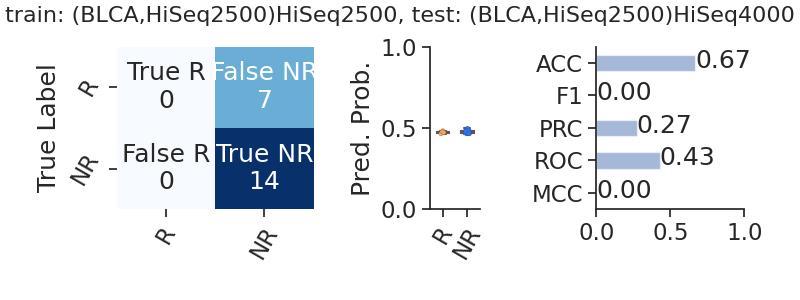 train: (BLCA,HiSeq2500)HiSeq2500, test: (BLCA,HiSeq2500)HiSeq4000
True Label
R
NR
True R
0
False NR
7
False R
0
True NR
14
R
NR
Pred. Prob.
1.0
0.5
0.0
R
NR
ACC
0.67
F1
0.00
PRC
0.27
ROC
0.43
MCC
0.00
0.0
0.5
1.0